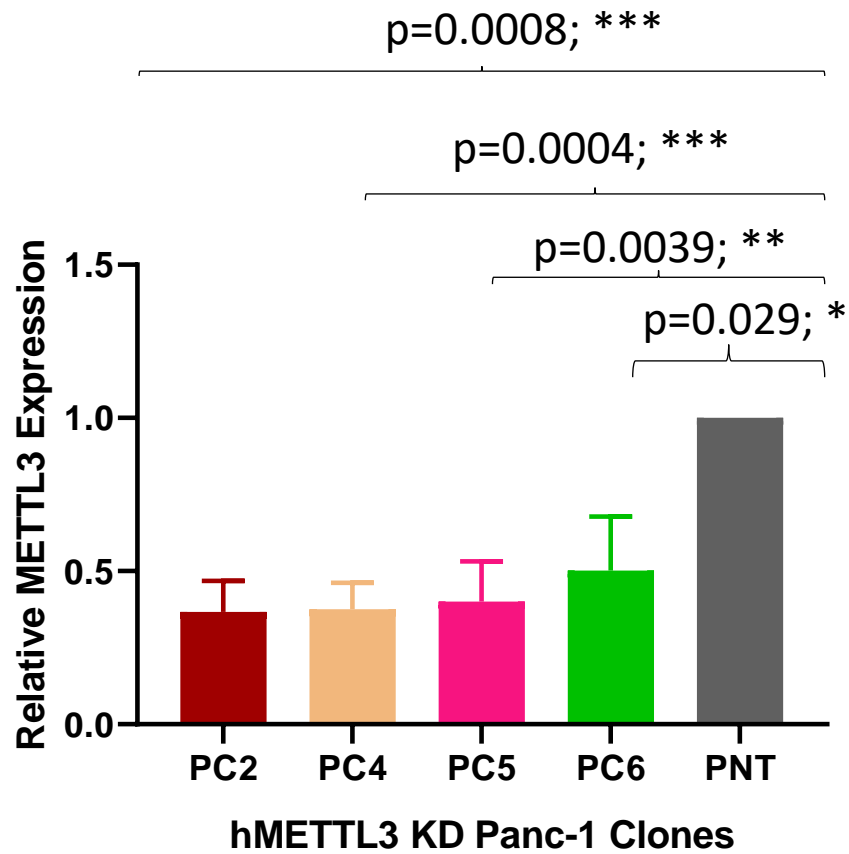 p=0.0008; ***
p=0.0004; ***
p=0.0039; **
p=0.029; *
Relative METTL3 Expression
1.5
1.0
0.5
0.0
PC2 PC4 PC5 PC6 PNT
hMETTL3 KD Panc-1 Clones